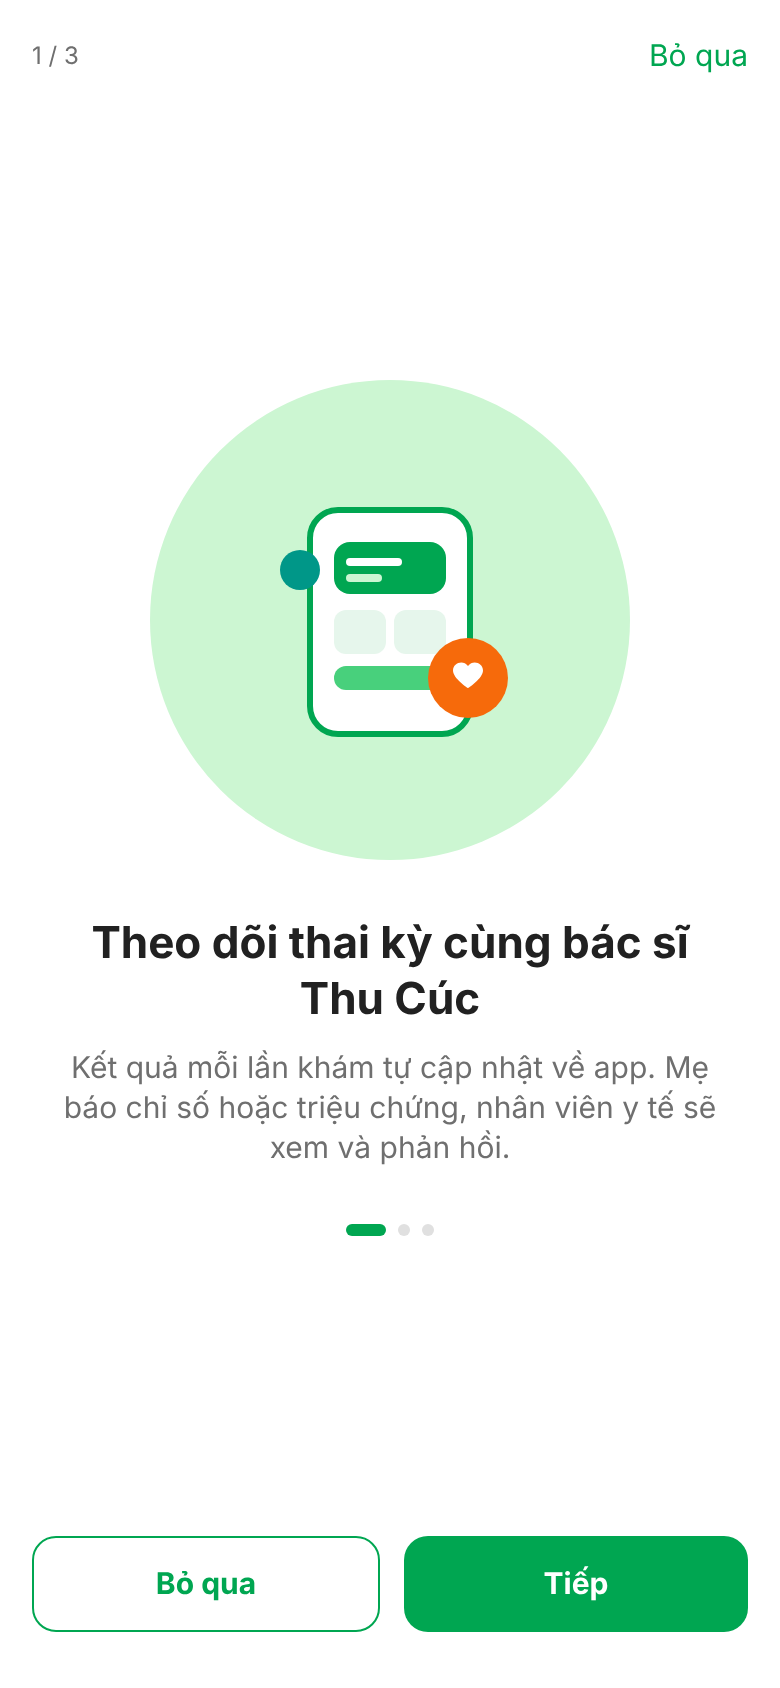 1 / 3
Bỏ qua
Theo dõi thai kỳ cùng bác sĩ
Thu Cúc
Kết quả mỗi lần khám tự cập nhật về app. Mẹ
báo chỉ số hoặc triệu chứng, nhân viên y tế sẽ
xem và phản hồi.
Bỏ qua
Tiếp